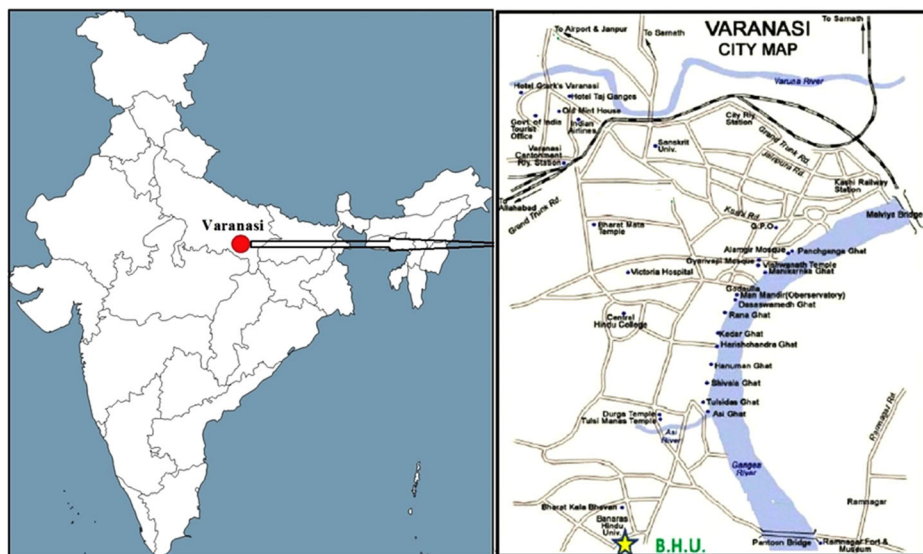 Varanasi
VARANASI
CITY MAP
To Airport & Janpur
To Sarnath
To Sarnath
Varuna River
Hotel Clark's Varanasi
Hotel Taj Ganges
Old Mint House
Govt. of India
Tourist
Office
Indian
Airlines
Varanasi
Cantonment
Rly. Station
Sanskrit
Univ.
City Rly.
Station
Grand Trunk Rd.
Jaitpura Rd.
Kashi Railway
Station
Malviya Bridge
To
Allahabad
Grand Trunk Rd.
Kashi Rd.
G.P.O
Bharat Mata
Temple
Alamgir Mosque
Panchganga Ghat
Gyanvapi Mosque
Vishwanath Temple
Manikarnka Ghat
Victoria Hospital
Godaulia
Man Mandir(Oberservatory)
Dasaswamedh Ghat
Rana Ghat
Central
Hindu College
Kedar Ghat
Harishchandra Ghat
Hanuman Ghat
Shivala Ghat
Tulsidas Ghat
Asi Ghat
Durga Temple
Tulsi Manas Temple
Asi
River
Ganges
River
Ramnagar Rd.
Ramnagar
Bharat Kala Bhavan
Banaras
Hindu
Univ.
B.H.U.
Pantoon Bridge
Ramnagar Fort &
Museum